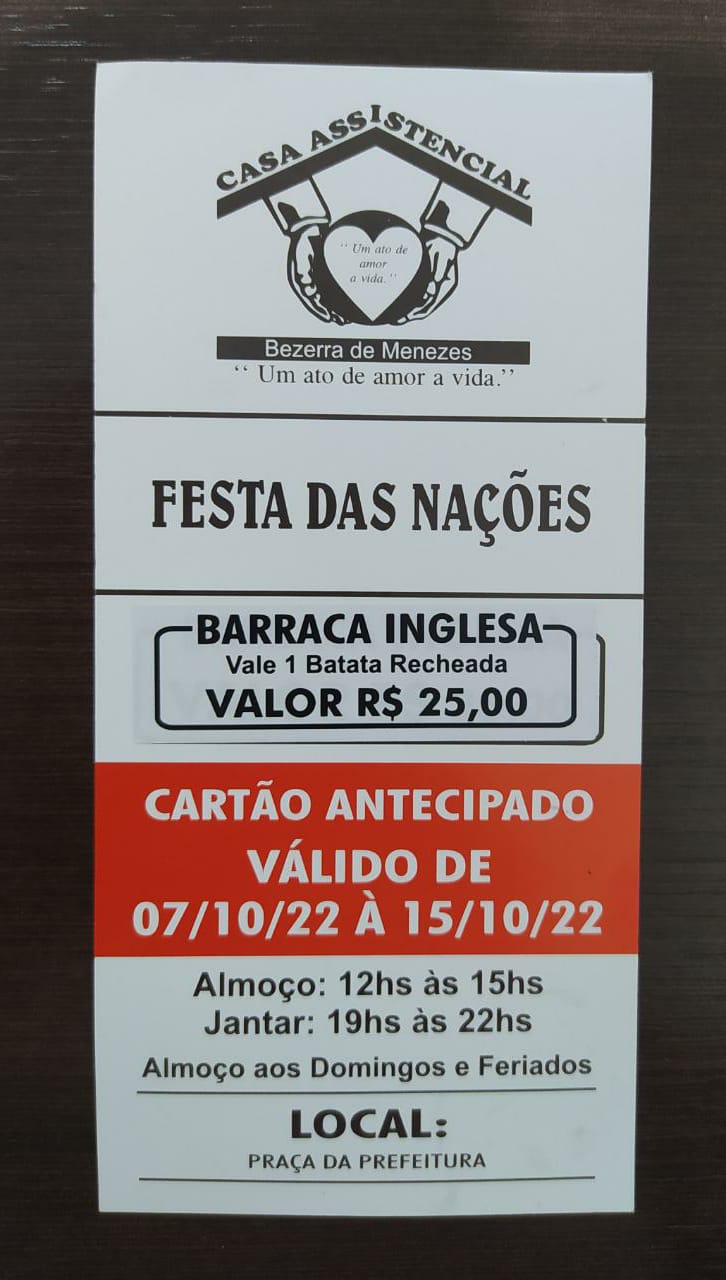 CASA ASSISTENCIAL
“ Um ato de
amor
a vida.”
Bezerra de Menezes
“ Um ato de amor a vida.”
FESTA DAS NAÇÕES
BARRACA INGLESA
Vale 1 Batata Recheada
VALOR R$ 25,00
CARTÃO ANTECIPADO
VÁLIDO DE
07/10/22 À 15/10/22
Almoço: 12hs às 15hs
Jantar: 19hs às 22hs
Almoço aos Domingos e Feriados
LOCAL:
PRAÇA DA PREFEITURA